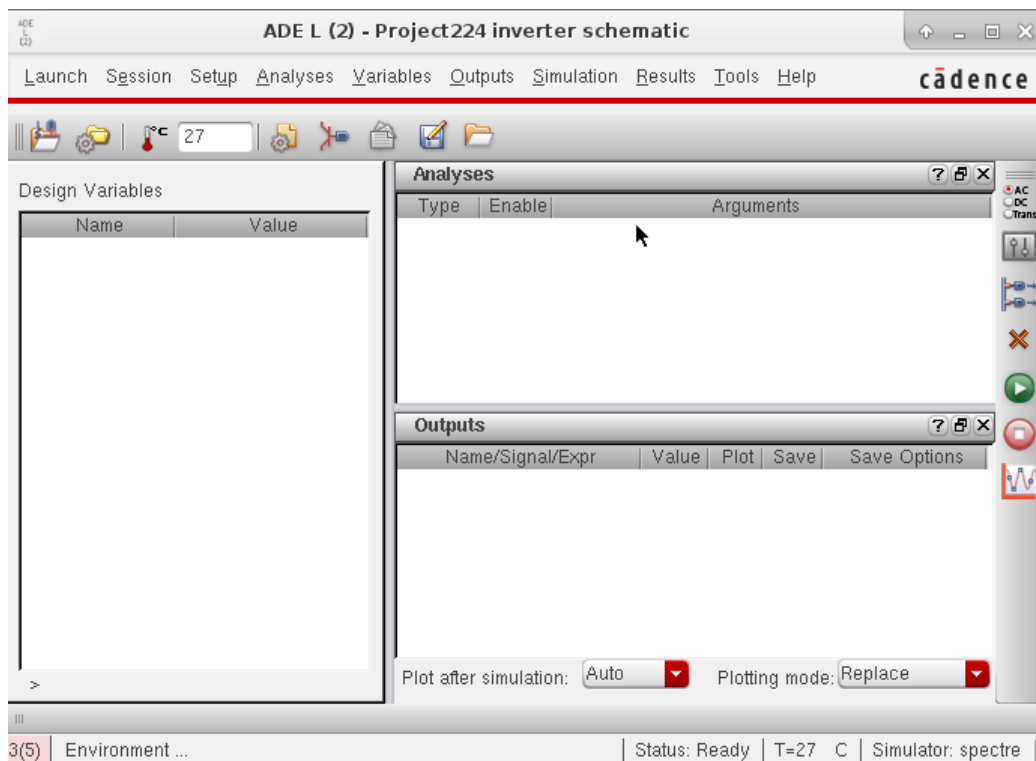 ADE
L
(2)
ADE L (2) - Project224 inverter schematic
Launch Session Setup Analyses Variables Outputs Simulation Results Tools Help
cādence
°C 27
Design Variables
Name Value
>
Analyses
Type Enable Arguments
AC
DC
Trans
Outputs
Name/Signal/Expr Value Plot Save Save Options
Plot after simulation: Auto Plotting mode: Replace
3(5) Environment ... Status: Ready T=27 C Simulator: spectre